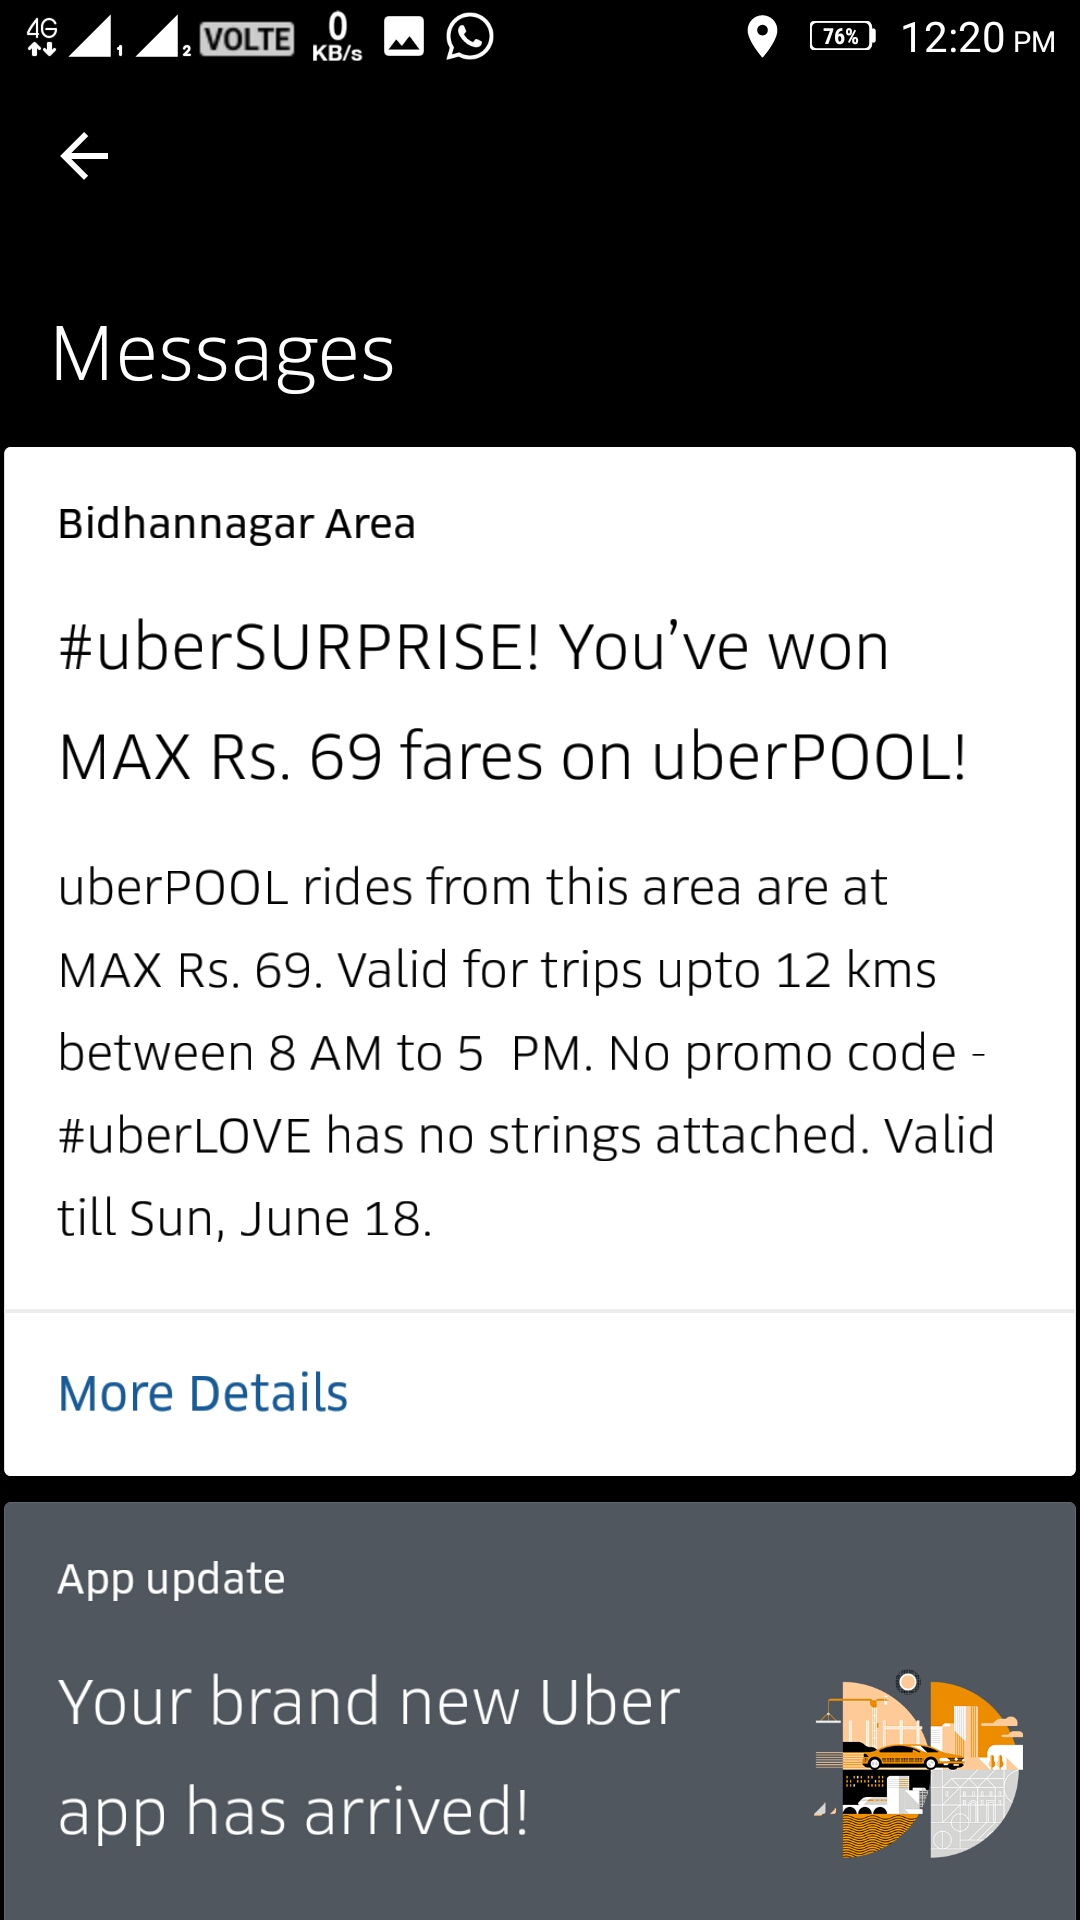 4G 1 2 VOLTE 0 KB/s 76% 12:20 PM
Messages
Bidhannagar Area
#uberSURPRISE! You’ve won
MAX Rs. 69 fares on uberPOOL!
uberPOOL rides from this area are at
MAX Rs. 69. Valid for trips upto 12 kms
between 8 AM to 5  PM. No promo code -
#uberLOVE has no strings attached. Valid
till Sun, June 18.
More Details
App update
Your brand new Uber
app has arrived!